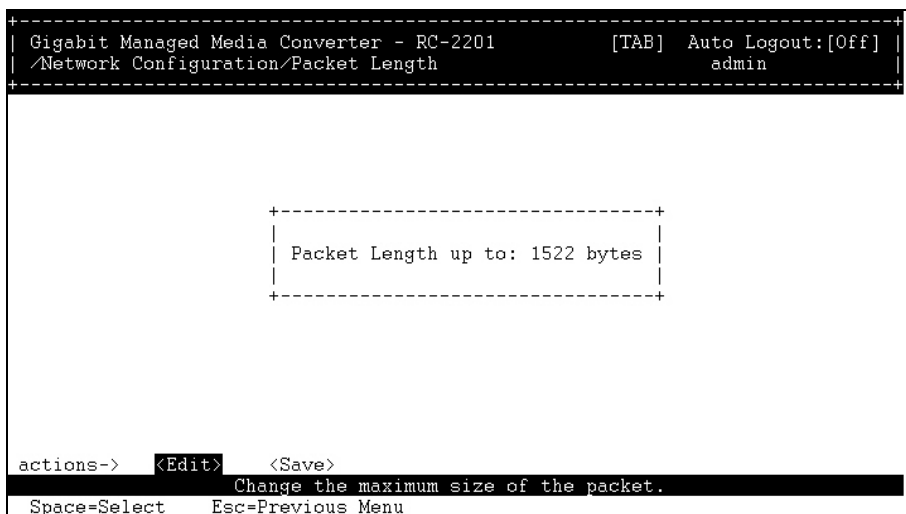 Gigabit Managed Media Converter - RC-2201 [TAB] Auto Logout:[Off]
/Network Configuration/Packet Length admin
Packet Length up to: 1522 bytes
actions-> <Edit> <Save>
Change the maximum size of the packet.
Space=Select Esc=Previous Menu